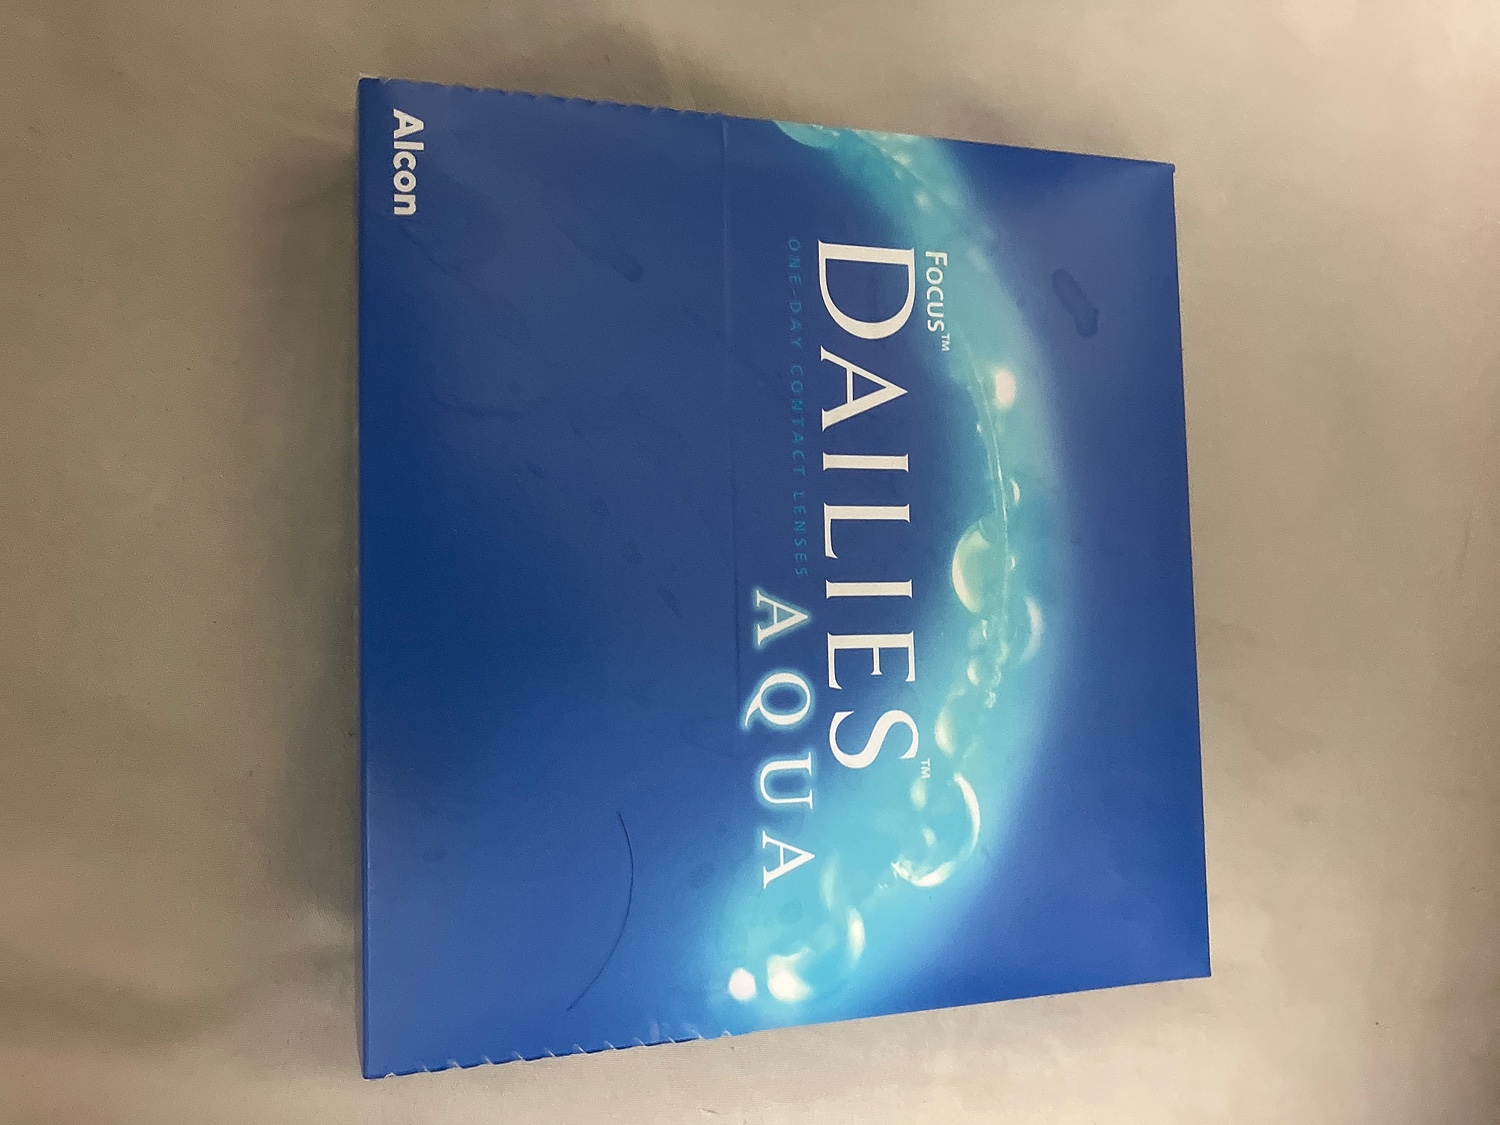 FOCUS™
DAILIES™
ONE-DAY CONTACT LENSES
AQUA
Alcon